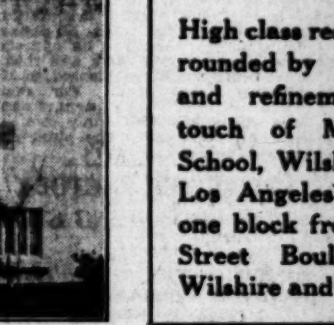 High class
rounded by
and refinem
touch of M
School, Wils
Los Angeles
one block fr
Street Boul
Wilshire and